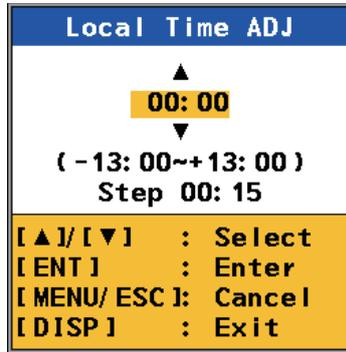 Local Time ADJ
▲
00:00
▼
(-13:00~+13:00)
Step 00:15
[▲]/[▼] : Select
[ENT] : Enter
[MENU/ESC]: Cancel
[DISP] : Exit